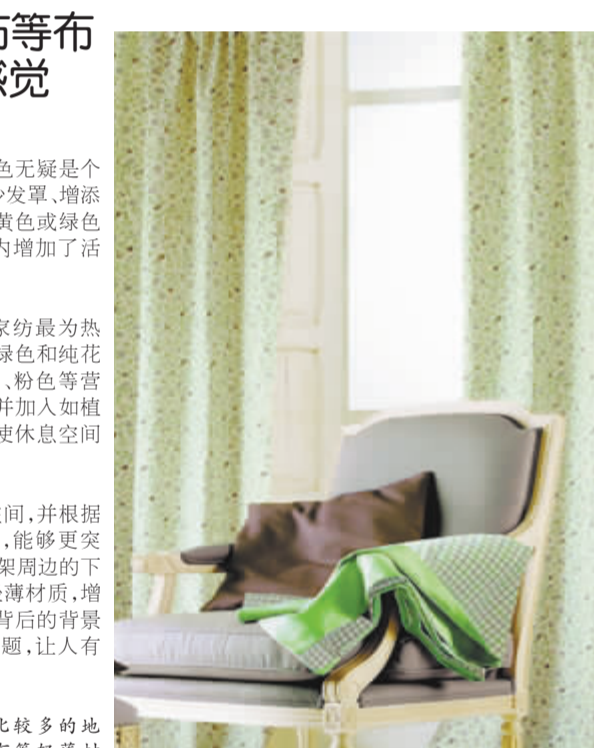 等布
觉
色无疑是个
发罩、增添
黄色或绿色
内增加了活
家纺最为热
绿色和纯花
、粉色等营
并加入如植
使休息空间
间,并根据
,能够更突
架周边的下
薄材质,增
背后的背景
题,让人有
比较多的地